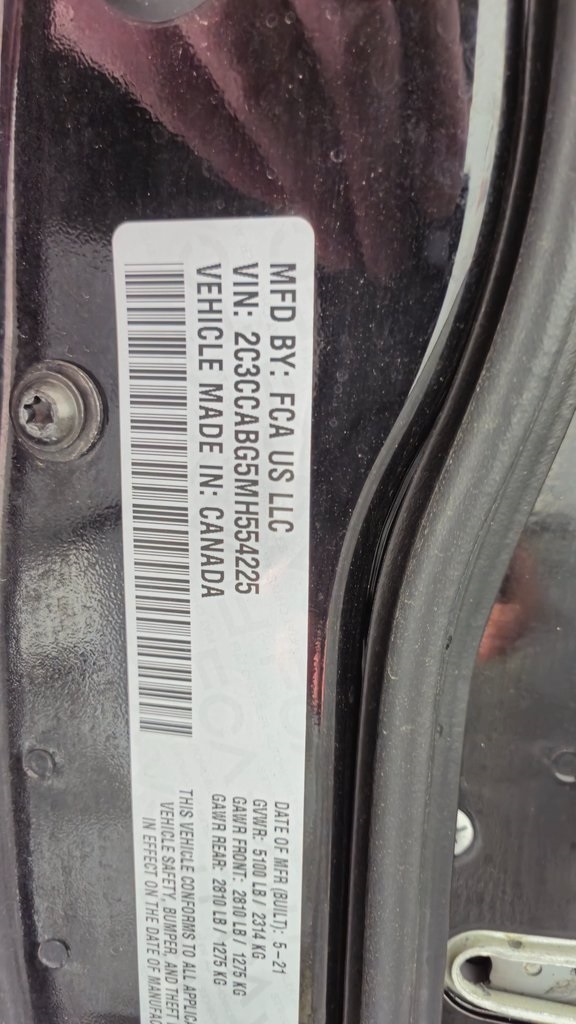 MFD BY: FCA US LLC
VIN: 2C3CCABG5MH554225
VEHICLE MADE IN: CANADA
DATE OF MFR (BUILT): 5-21
GVWR: 5100 LB / 2314 KG
GAWR FRONT: 2810 LB / 1275 KG
GAWR REAR: 2810 LB / 1275 KG
THIS VEHICLE CONFORMS TO ALL APPLIC
VEHICLE SAFETY, BUMPER, AND THEFT
IN EFFECT ON THE DATE OF MANUFAC